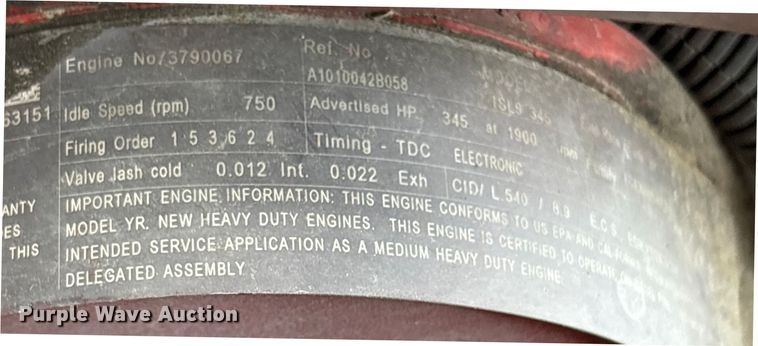 Engine No/3790067 Ref. No.
A1010042B058
63151 Idle Speed (rpm) 750 Advertised HP 345 at 1900 ISL9 345
Firing Order 1 5 3 6 2 4 Timing - TDC ELECTRONIC
Valve lash cold 0.012 Int. 0.022 Exh CID/ L.540 / 8.9 E.C.S.
ANTY IMPORTANT ENGINE INFORMATION: THIS ENGINE CONFORMS TO US EPA AND
ES MODEL YR. NEW HEAVY DUTY ENGINES. THIS ENGINE IS CERTIFIED TO OPERATE
THIS INTENDED SERVICE APPLICATION AS A MEDIUM HEAVY DUTY ENGINE.
DELEGATED ASSEMBLY
Purple Wave Auction